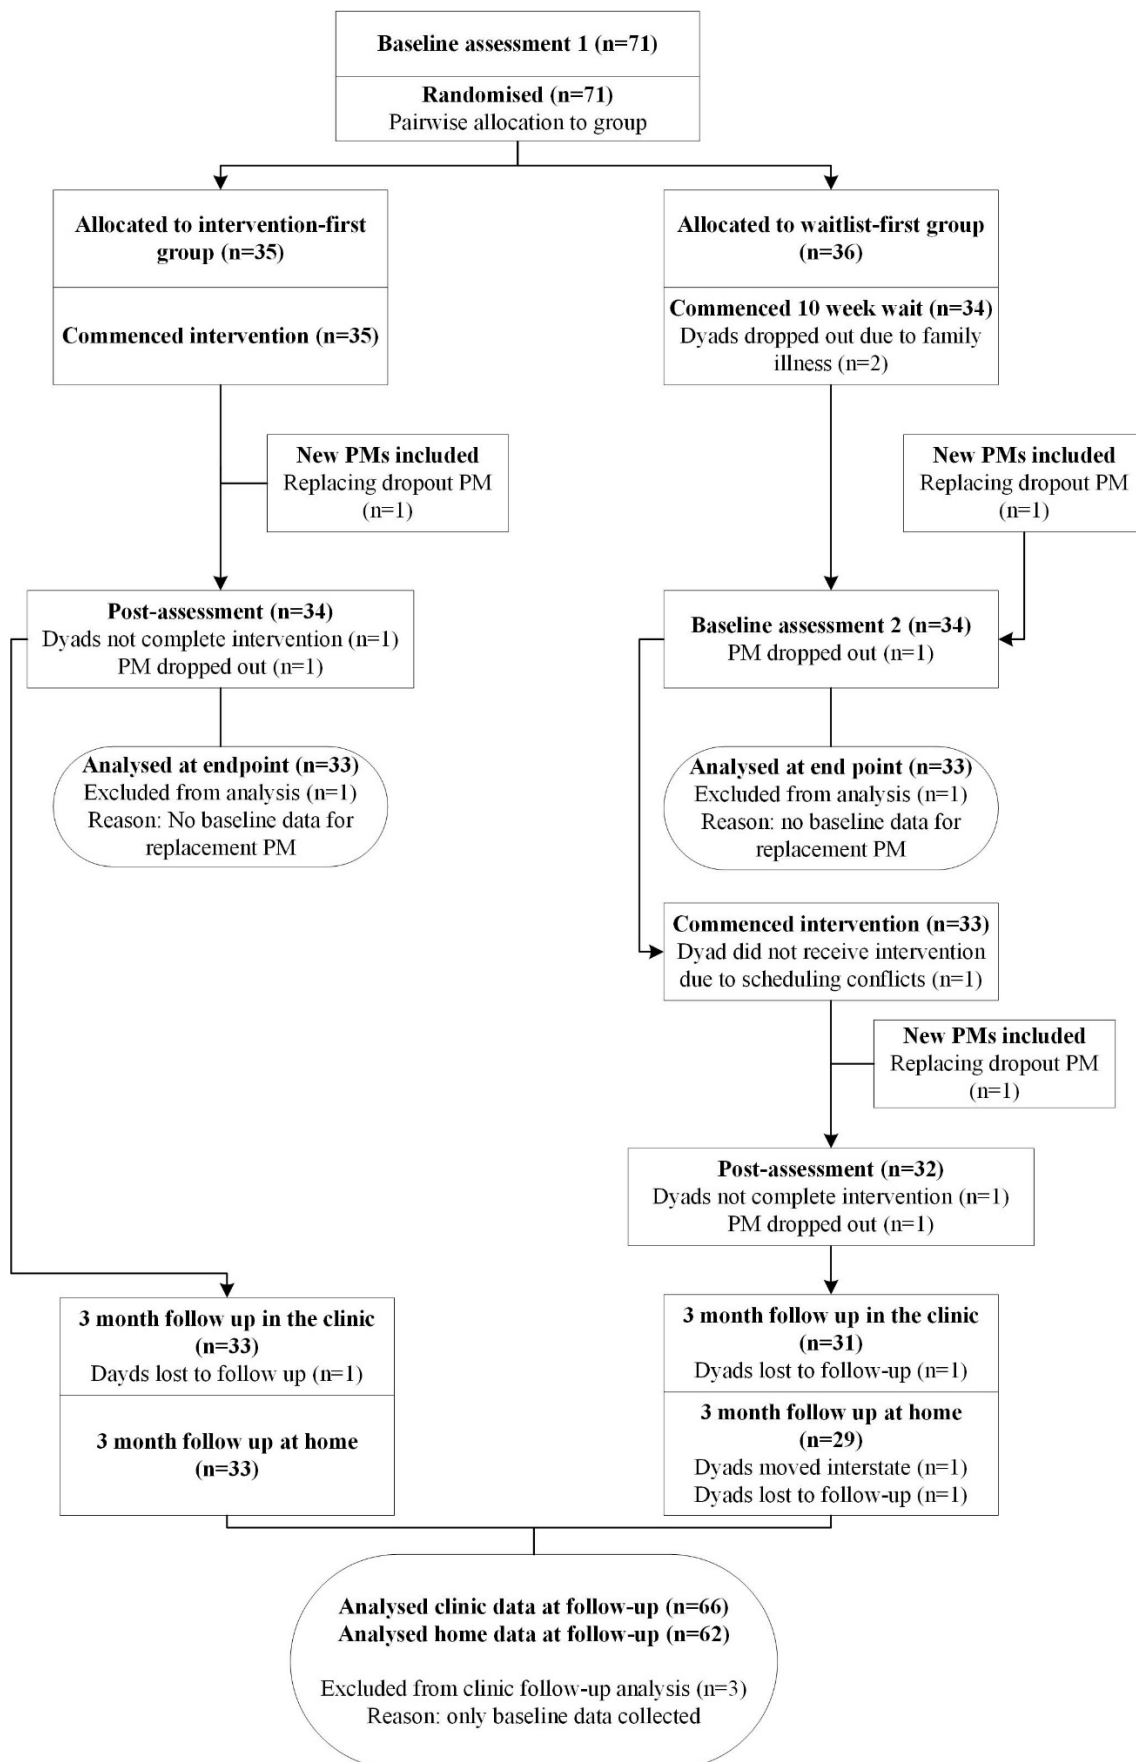 Baseline assessment 1 (n=71)
Randomised (n=71)
Pairwise allocation to group
Allocated to intervention-first
group (n=35)
Commenced intervention (n=35)
Allocated to waitlist-first group
(n=36)
Commenced 10 week wait (n=34)
Dyads dropped out due to family
illness (n=2)
New PMs included
Replacing dropout PM
(n=1)
New PMs included
Replacing dropout PM
(n=1)
Post-assessment (n=34)
Dyads not complete intervention (n=1)
PM dropped out (n=1)
Baseline assessment 2 (n=34)
PM dropped out (n=1)
Analysed at endpoint (n=33)
Excluded from analysis (n=1)
Reason: No baseline data for
replacement PM
Analysed at end point (n=33)
Excluded from analysis (n=1)
Reason: no baseline data for
replacement PM
Commenced intervention (n=33)
Dyad did not receive intervention
due to scheduling conflicts (n=1)
New PMs included
Replacing dropout PM
(n=1)
Post-assessment (n=32)
Dyads not complete intervention (n=1)
PM dropped out (n=1)
3 month follow up in the clinic
(n=33)
Dayds lost to follow up (n=1)
3 month follow up at home
(n=33)
3 month follow up in the clinic
(n=31)
Dyads lost to follow-up (n=1)
3 month follow up at home
(n=29)
Dyads moved interstate (n=1)
Dyads lost to follow-up (n=1)
Analysed clinic data at follow-up (n=66)
Analysed home data at follow-up (n=62)
Excluded from clinic follow-up analysis (n=3)
Reason: only baseline data collected